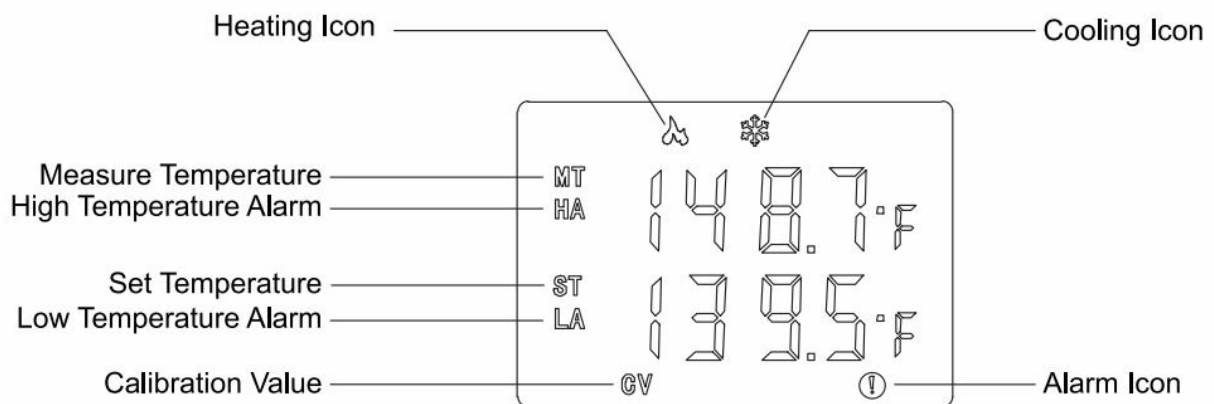 Heating Icon
Cooling Icon
Measure Temperature MT
High Temperature Alarm HA
148.7°F
Set Temperature ST
Low Temperature Alarm LA
139.5°F
Calibration Value CV
Alarm Icon